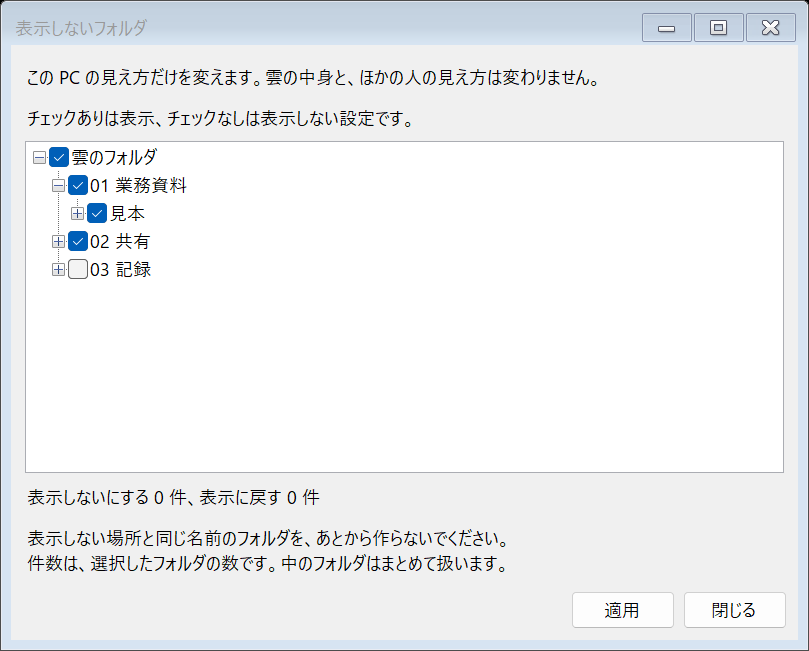 表示しないフォルダ
この PC の見え方だけを変えます。雲の中身と、ほかの人の見え方は変わりません。
チェックありは表示、チェックなしは表示しない設定です。
雲のフォルダ
01 業務資料
見本
02 共有
03 記録
表示しないにする 0 件、表示に戻す 0 件
表示しない場所と同じ名前のフォルダを、あとから作らないでください。
件数は、選択したフォルダの数です。中のフォルダはまとめて扱います。
適用
閉じる